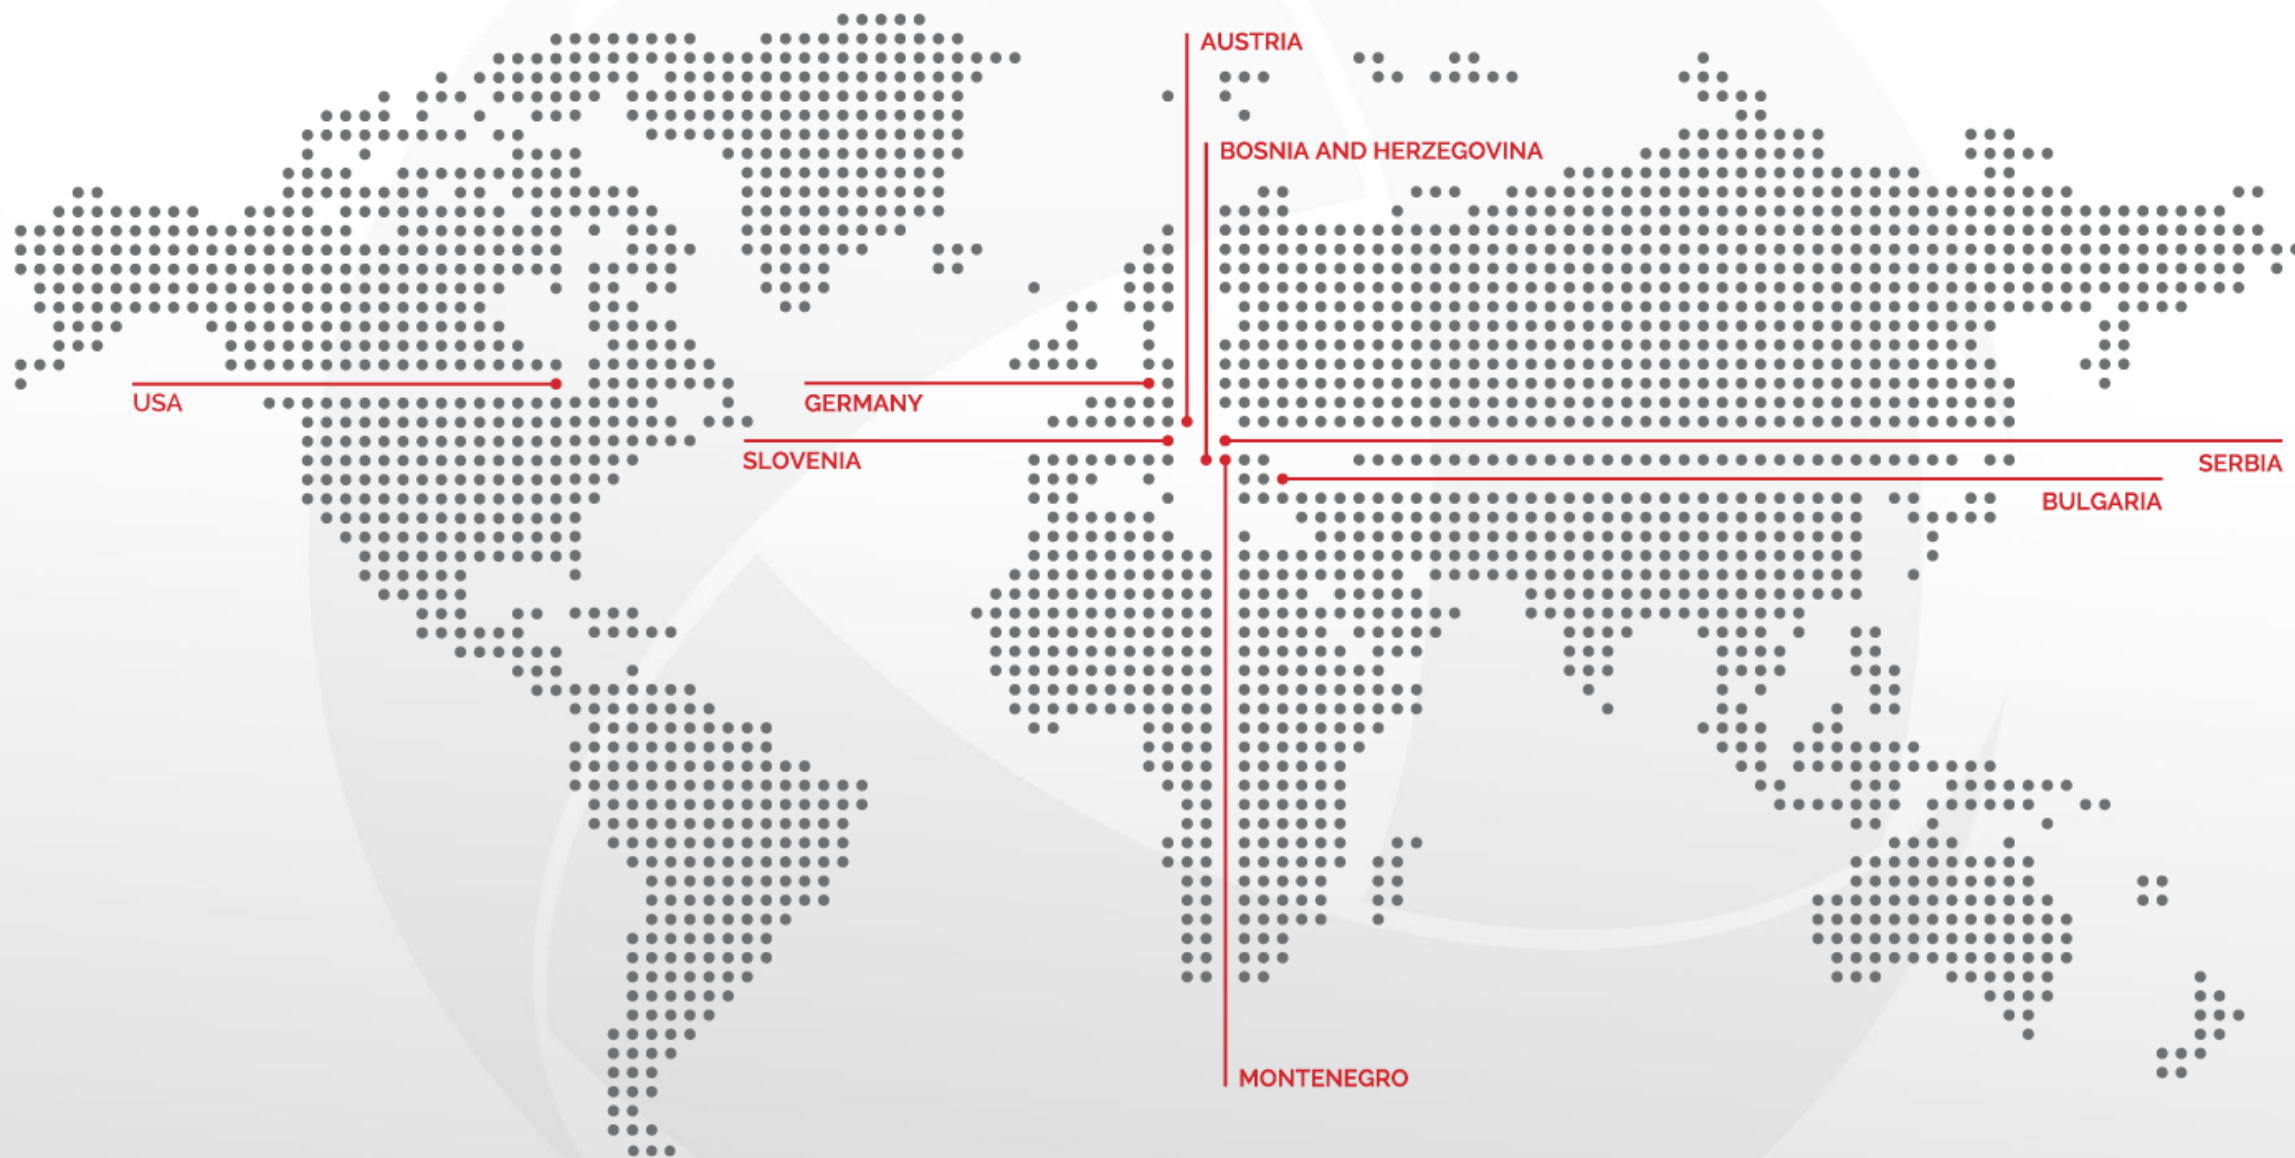 AUSTRIA
BOSNIA AND HERZEGOVINA
USA
GERMANY
SLOVENIA
SERBIA
BULGARIA
MONTENEGRO